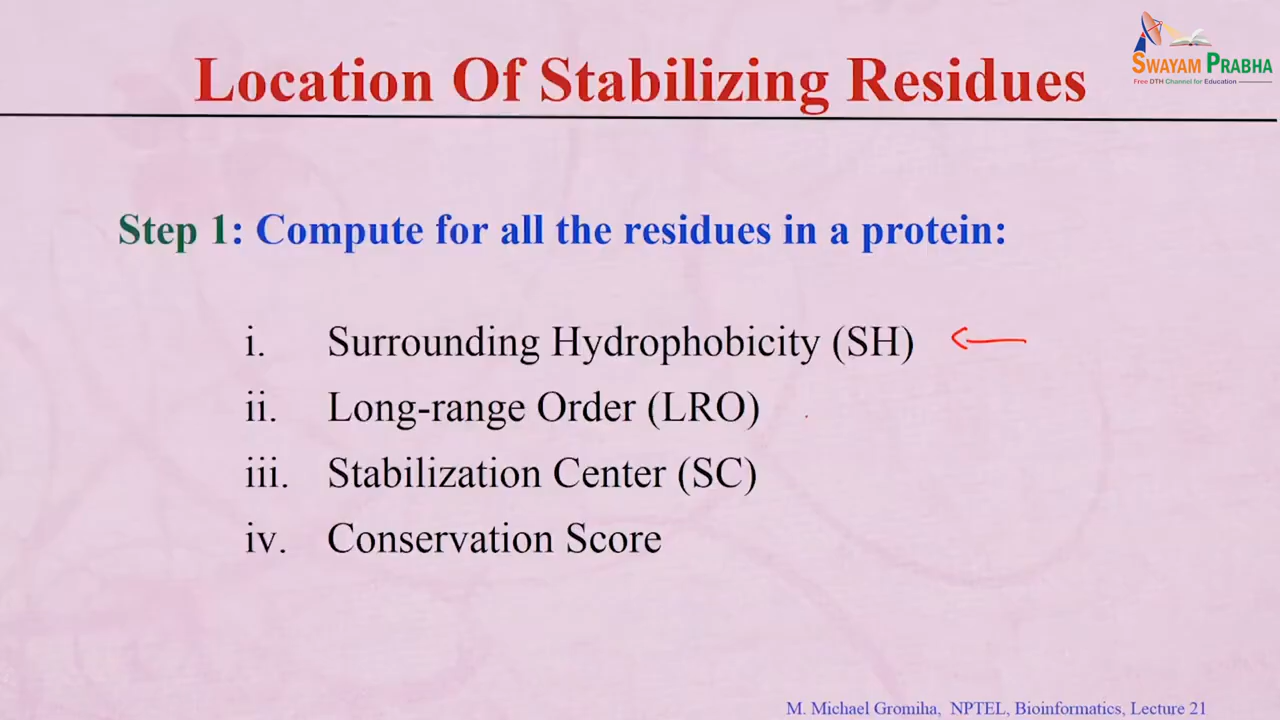 SWAYAM PRABHA
Free DTH Channel for Education
Location Of Stabilizing Residues
Step 1: Compute for all the residues in a protein:
i. Surrounding Hydrophobicity (SH)
ii. Long-range Order (LRO)
iii. Stabilization Center (SC)
iv. Conservation Score
M. Michael Gromiha, NPTEL, Bioinformatics, Lecture 21